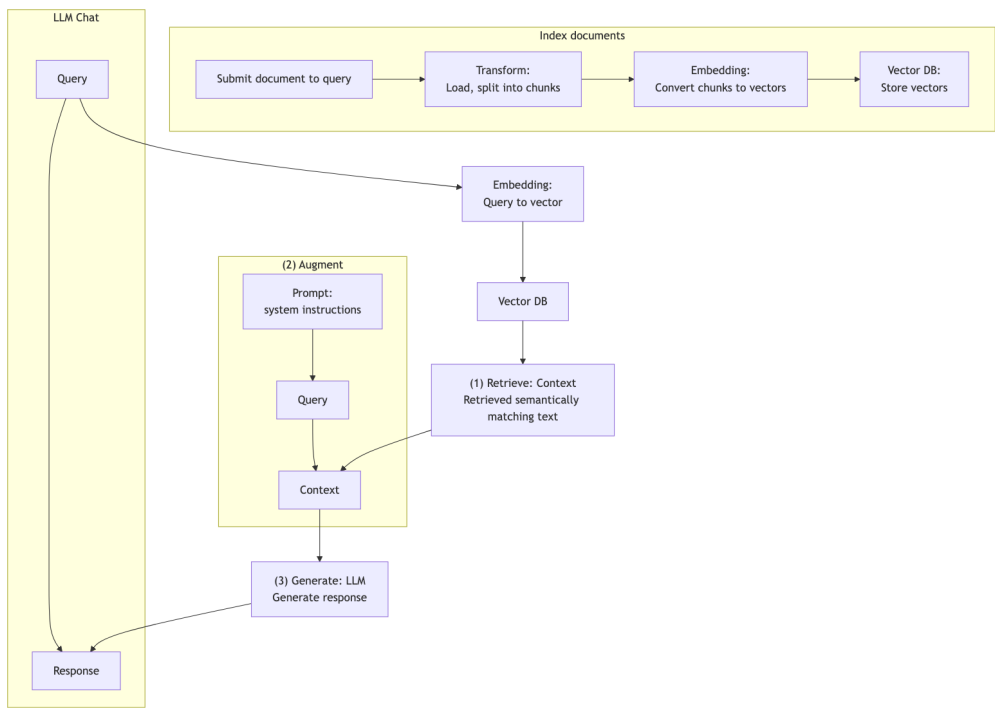 LLM Chat
Query
Response
Index documents
Submit document to query
Transform:
Load, split into chunks
Embedding:
Convert chunks to vectors
Vector DB:
Store vectors
Embedding:
Query to vector
Vector DB
(1) Retrieve: Context
Retrieved semantically
matching text
(2) Augment
Prompt:
system instructions
Query
Context
(3) Generate: LLM
Generate response